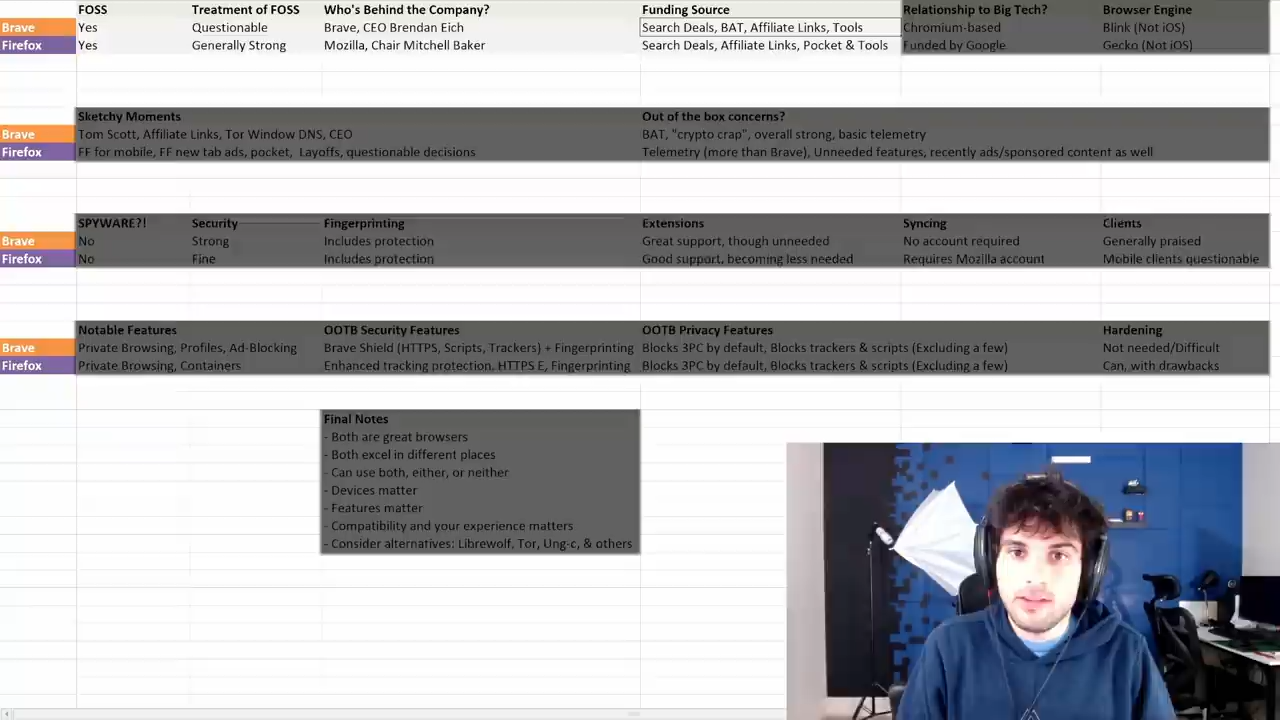 FOSS Treatment of FOSS Who's Behind the Company? Funding Source Relationship to Big Tech? Browser Engine
Brave Yes Questionable Brave, CEO Brendan Eich Search Deals, BAT, Affiliate Links, Tools Chromium-based Blink (Not iOS)
Firefox Yes Generally Strong Mozilla, Chair Mitchell Baker Search Deals, Affiliate Links, Pocket & Tools Funded by Google Gecko (Not iOS)
Sketchy Moments Out of the box concerns?
Brave Tom Scott, Affiliate Links, Tor Window DNS, CEO BAT, "crypto crap", overall strong, basic telemetry
Firefox FF for mobile, FF new tab ads, pocket, Layoffs, questionable decisions Telemetry (more than Brave), Unneeded features, recently ads/sponsored content as well
SPYWARE?! Security Fingerprinting Extensions Syncing Clients
Brave No Strong Includes protection Great support, though unneeded No account required Generally praised
Firefox No Fine Includes protection Good support, becoming less needed Requires Mozilla account Mobile clients questionable
Notable Features OOTB Security Features OOTB Privacy Features Hardening
Brave Private Browsing, Profiles, Ad-Blocking Brave Shield (HTTPS, Scripts, Trackers) + Fingerprinting Blocks 3PC by default, Blocks trackers & scripts (Excluding a few) Not needed/Difficult
Firefox Private Browsing, Containers Enhanced tracking protection, HTTPS E, Fingerprinting Blocks 3PC by default, Blocks trackers & scripts (Excluding a few) Can, with drawbacks
Final Notes
- Both are great browsers
- Both excel in different places
- Can use both, either, or neither
- Devices matter
- Features matter
- Compatibility and your experience matters
- Consider alternatives: Librewolf, Tor, Ung-c, & others